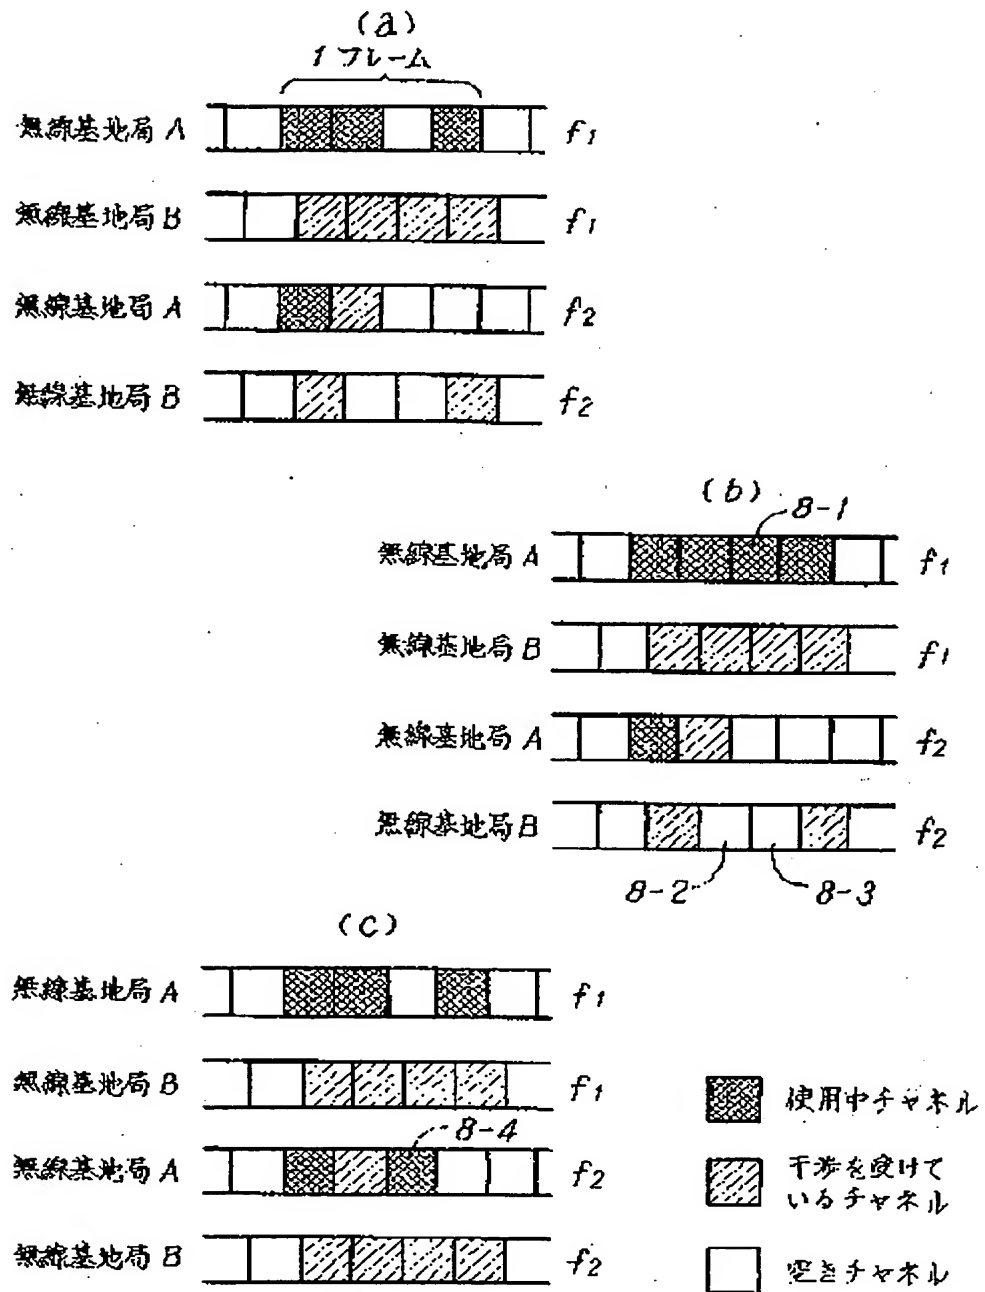 (a)
1 フレーム
無線基地局 A f1
無線基地局 B f1
無線基地局 A f2
無線基地局 B f2
(b)
8-1
無線基地局 A f1
無線基地局 B f1
無線基地局 A f2
無線基地局 B f2
8-2 8-3
(c)
無線基地局 A f1
無線基地局 B f1
8-4
無線基地局 A f2
無線基地局 B f2
使用中チャネル
干渉を受けて
いるチャネル
空きチャネル